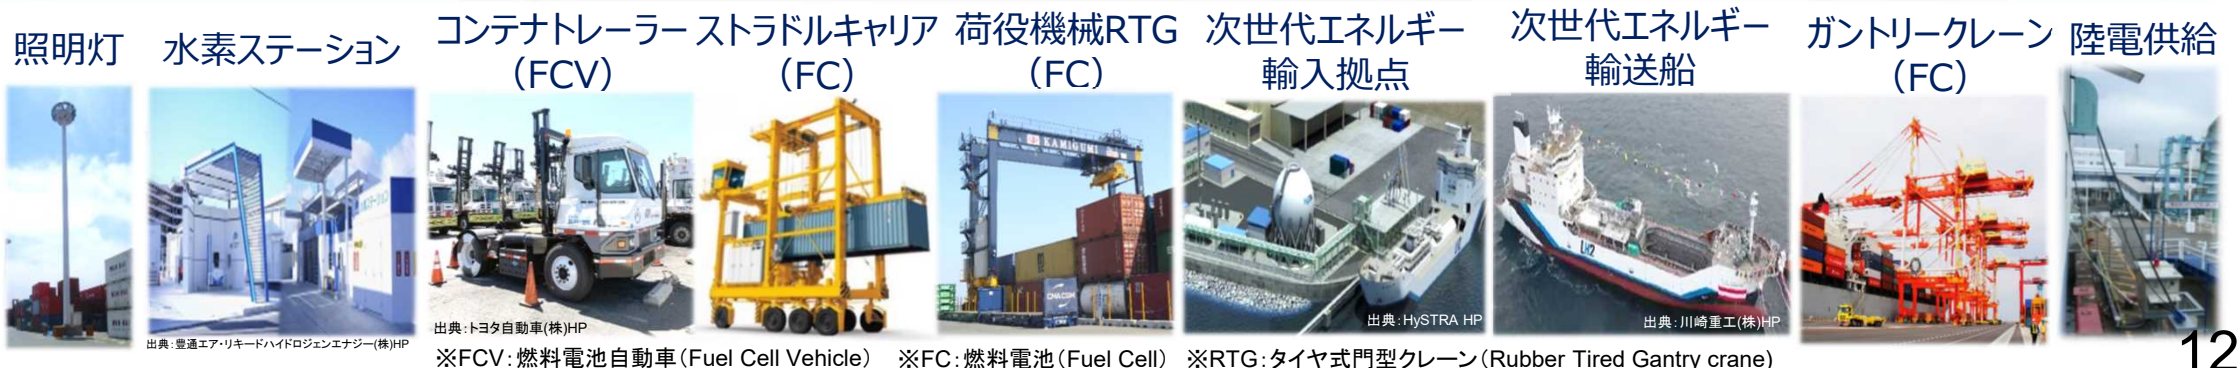 照明灯
水素ステーション
コンテナトレーラー
（FCV）
ストラドルキャリア
（FC）
荷役機械RTG
（FC）
次世代エネルギー
輸入拠点
次世代エネルギー
輸送船
ガントリークレーン
（FC）
陸電供給
KAMIGUMI
CMACGM
LH2
出典：豊通エア・リキードハイドロジェンエナジー(株)HP
出典：トヨタ自動車(株)HP
出典：HySTRA HP
出典：川崎重工(株)HP
※FCV：燃料電池自動車（Fuel Cell Vehicle） ※FC：燃料電池（Fuel Cell） ※RTG：タイヤ式門型クレーン（Rubber Tired Gantry crane)
12